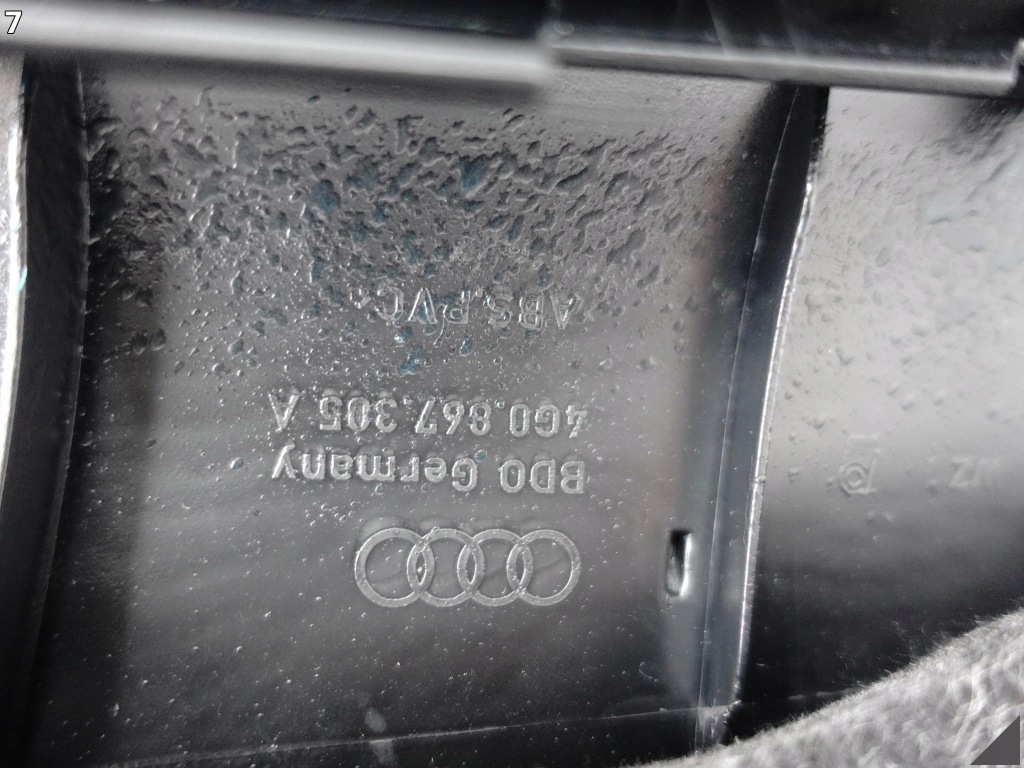 7
BDO Germany
4G0.867.305 A
ABS.PVC